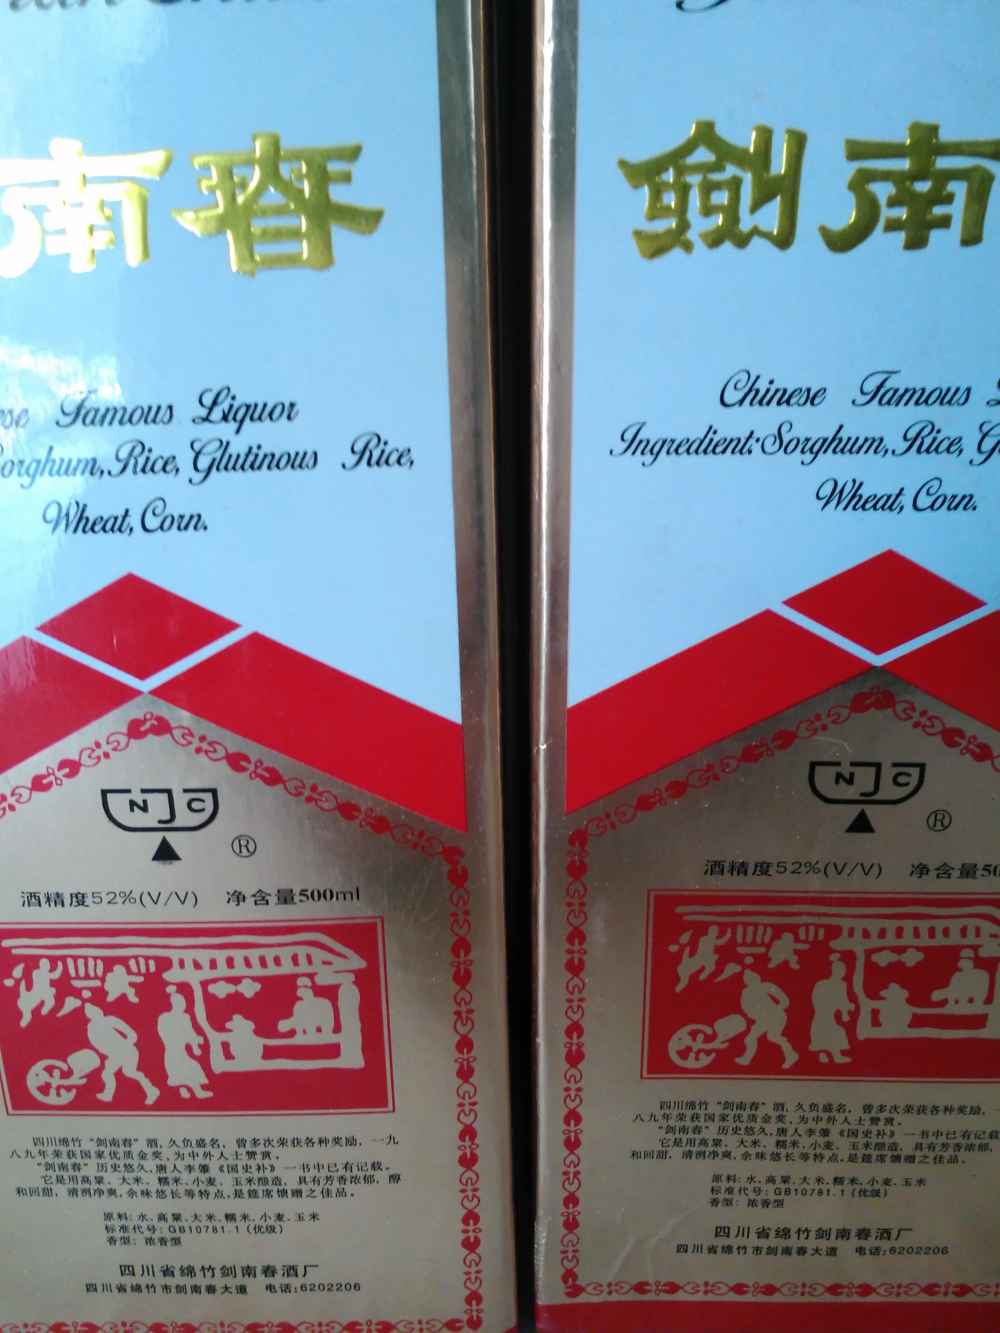 南春
Famous Liquor
Sorghum, Rice, Glutinous Rice,
Wheat, Corn.
NJC
®
酒精度52%(V/V) 净含量500ml
四川绵竹“剑南春”酒,久负盛名,曾多次荣获各种奖励,一九
八九年荣获国家优质金奖,为中外人士赞赏。
“剑南春”历史悠久,唐人李肇《国史补》一书中已有记载。
它是用高粱、大米、糯米、小麦、玉米酿造,具有芳香浓郁,醇
和回甜,清洌净爽,余味悠长等特点,是筵席馈赠之佳品。
原料:水、高粱、大米、糯米、小麦、玉米
标准代号:GB10781.1(优级)
香型:浓香型
四川省绵竹剑南春酒厂
四川省绵竹市剑南春大道 电话:6202206
劍南
Chinese Famous
Ingredient:Sorghum, Rice,
Wheat, Corn.
NJC
®
酒精度52%(V/V) 净含量
四川绵竹“剑南春”酒,久负盛名,曾多次荣获各种奖励,
八九年荣获国家优质金奖,为中外人士赞赏。
“剑南春”历史悠久,唐人李肇《国史补》一书中已有记
它是用高粱、大米、糯米、小麦、玉米酿造,具有芳香浓郁,
和回甜,清洌净爽,余味悠长等特点,是筵席馈赠之佳品。
原料:水、高粱、大米、糯米、小麦、玉米
标准代号:GB10781.1(优级)
香型:浓香型
四川省绵竹剑南春酒厂
四川省绵竹市剑南春大道 电话:6202206